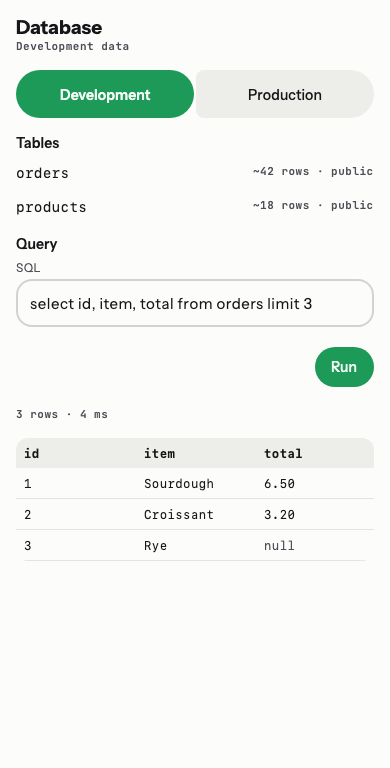 Database
Development data
Development
Production
Tables
orders
~42 rows · public
products
~18 rows · public
Query
SQL
select id, item, total from orders limit 3
Run
3 rows · 4 ms
id item total
1 Sourdough 6.50
2 Croissant 3.20
3 Rye null